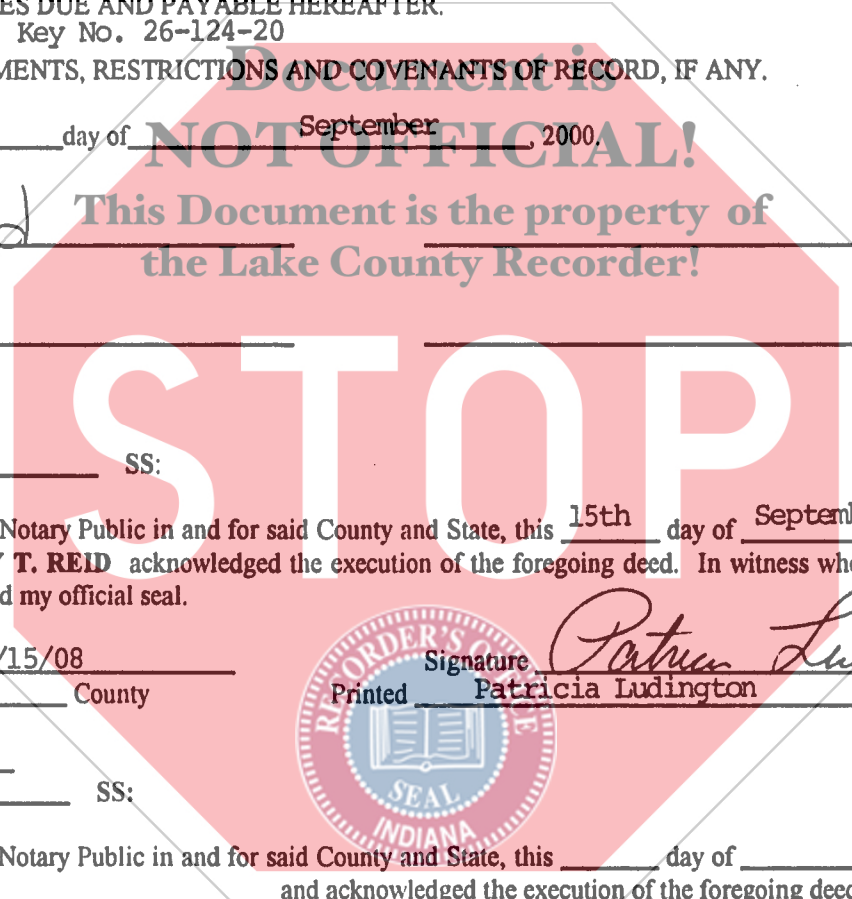 ES DUE AND PAYABLE HEREAFTER.
Key No. 26-124-20
MENTS, RESTRICTIONS AND COVENANTS OF RECORD, IF ANY.
Document is
day of September, 2000.
NOT OFFICIAL!
This Document is the property of
the Lake County Recorder!
STOP
SS:
Notary Public in and for said County and State, this 15th day of Septemb
Y T. REID acknowledged the execution of the foregoing deed. In witness whe
d my official seal.
/15/08 Signature Patricia Lu
County Printed Patricia Ludington
RECORDER'S OFFICE
SEAL
INDIANA
SS:
Notary Public in and for said County and State, this day of
and acknowledged the execution of the foregoing deed